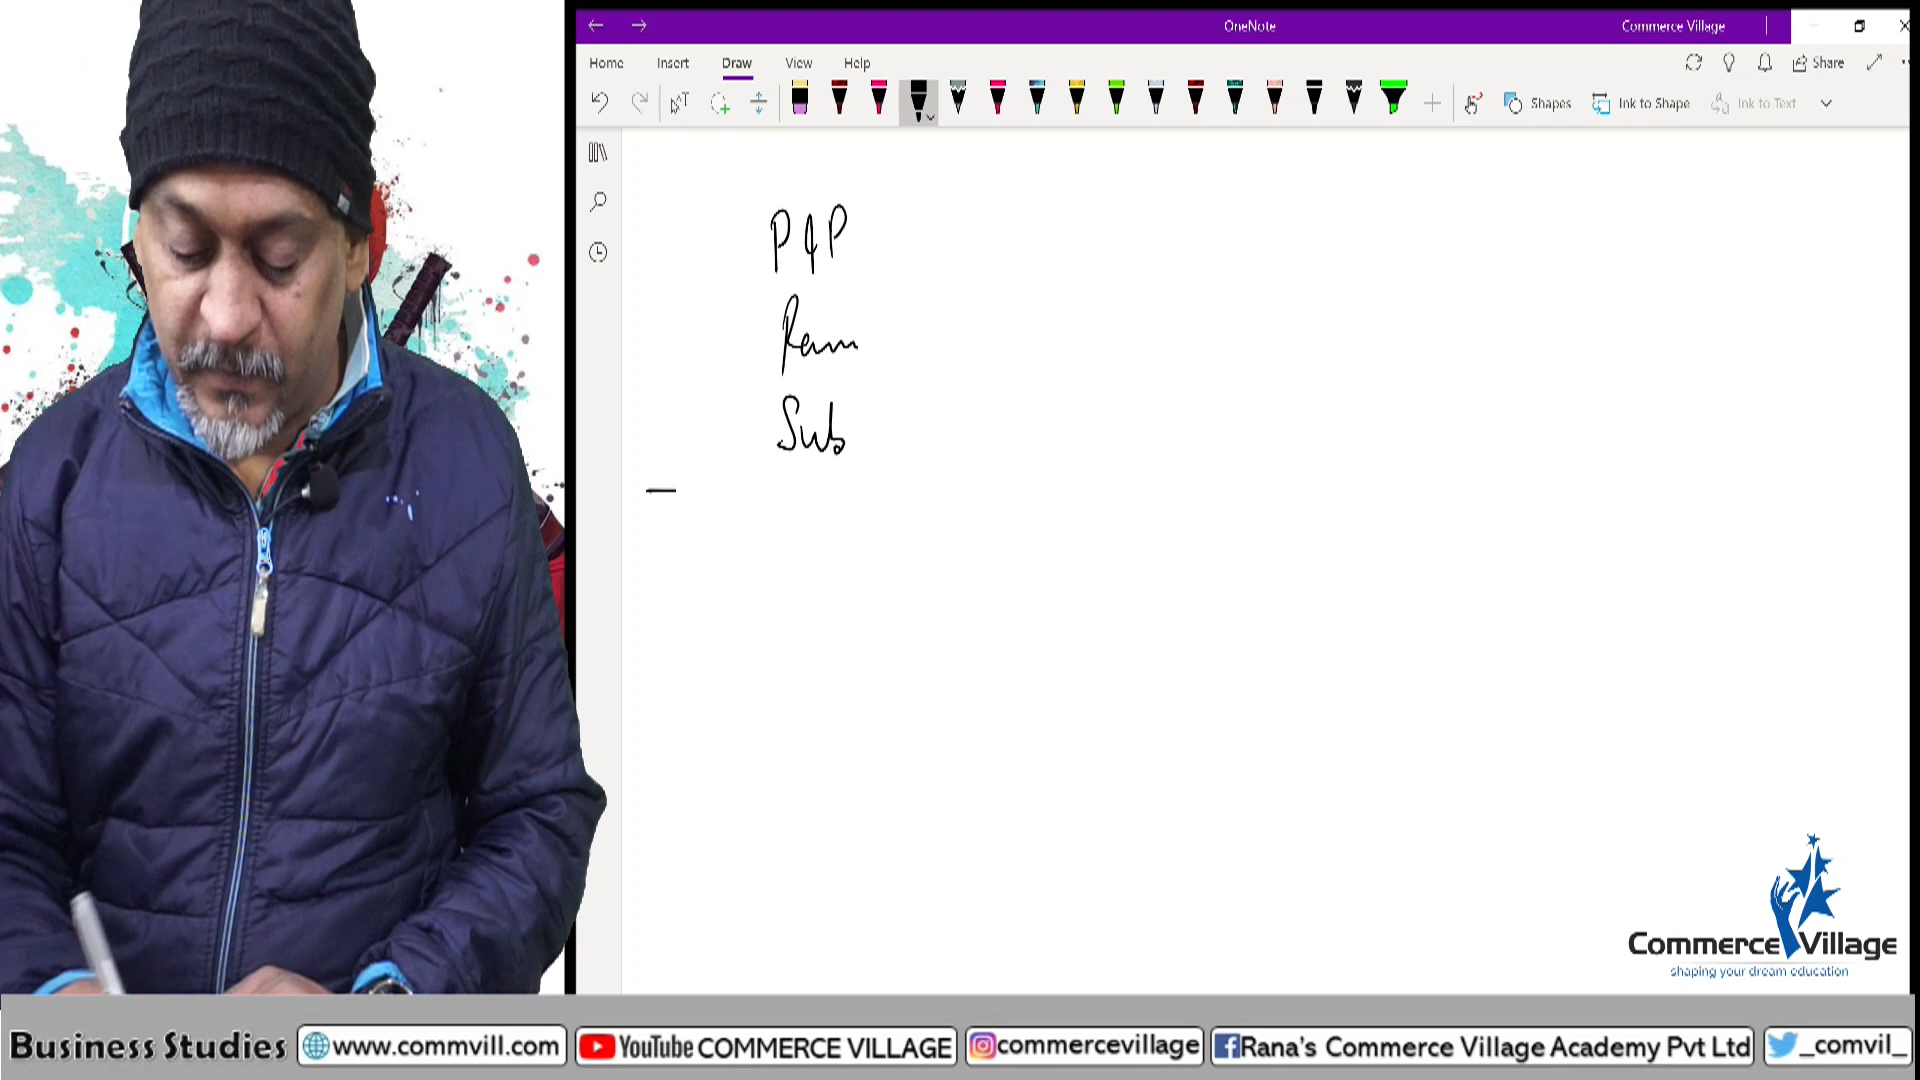 OneNote
Commerce Village
Home Insert Draw View Help
Share
Shapes Ink to Shape Ink to Text
P & P
Ram
Sub
—
Commerce Village
shaping your dream education
Business Studies www.commvill.com YouTube COMMERCE VILLAGE commercevillage Rana's Commerce Village Academy Pvt Ltd _comvil_